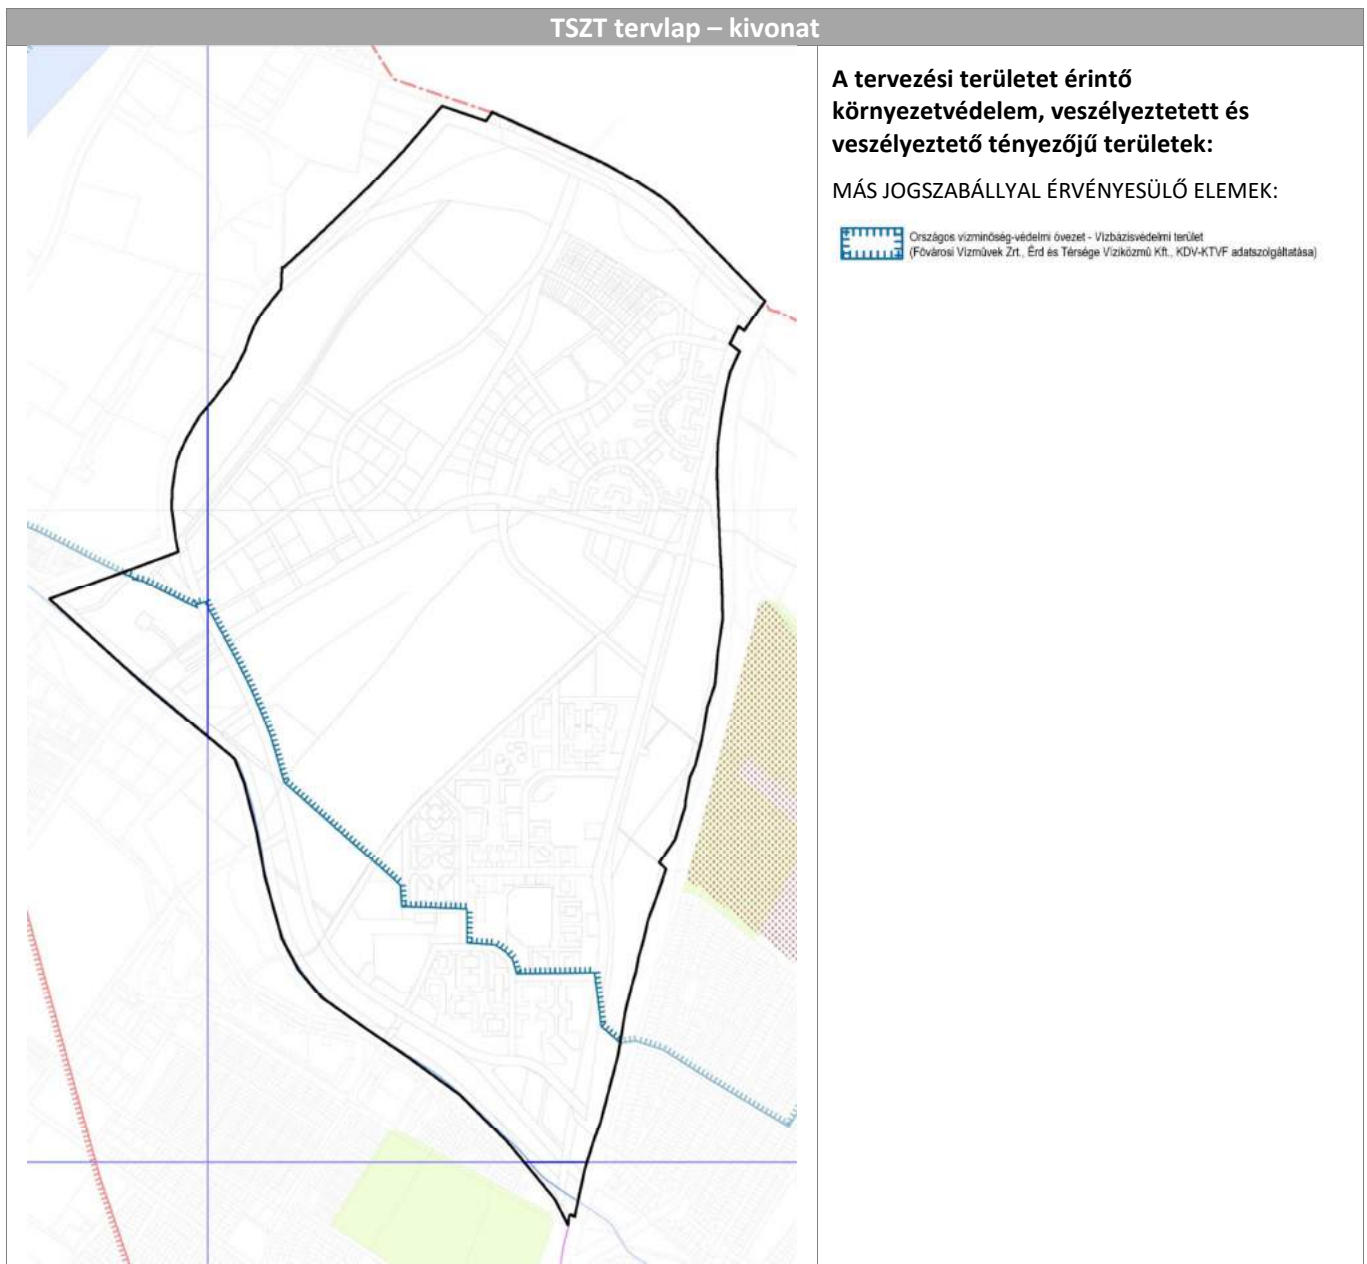 TSZT tervlap – kivonat
A tervezési területet érintő
környezetvédelem, veszélyeztetett és
veszélyeztető tényezőjű területek:
MÁS JOGSZABÁLLYAL ÉRVÉNYESÜLŐ ELEMEK:
Országos vízminőség-védelmi övezet - Vízbázisvédelmi terület
(Fővárosi Vízművek Zrt., Érd és Térsége Víziközmű Kft., KDV-KTVF adatszolgáltatása)